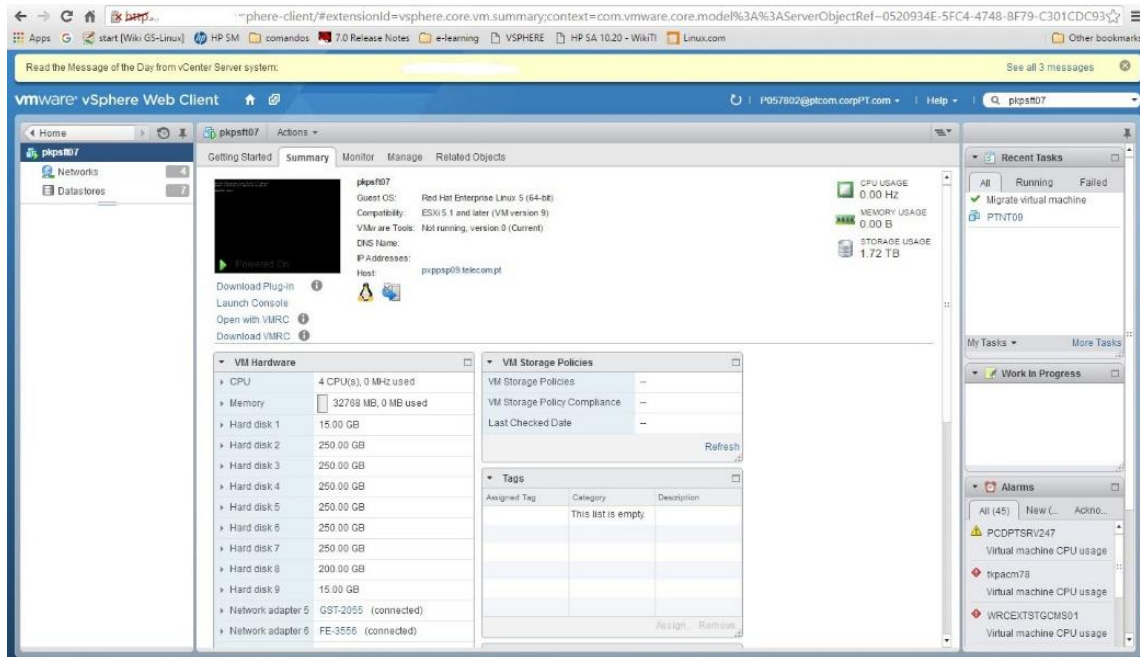 phere-client/#extensionId=vsphere.core.vm.summary;context=com.vmware.core.model%3A%3AServerObjectRef~0520934E-5FC4-4748-8F79-C301CDC93
Apps G start [Wiki GS-Linux] HP SM comandos 7.0 Release Notes e-learning VSPHERE HP SA 10.20 - WikiTI Linux.com Other bookmarks
Read the Message of the Day from vCenter Server system: See all 3 messages
vmware vSphere Web Client P057802@ptcom.corpPT.com Help pkpsft07
Home
pkpsft07
Networks 4
Datastores 7
pkpsft07 Actions
Getting Started Summary Monitor Manage Related Objects
Powered On
Download Plug-in
Launch Console
Open with VMRC
Download VMRC
pkpsft07
Guest OS: Red Hat Enterprise Linux 5 (64-bit)
Compatibility: ESXi 5.1 and later (VM version 9)
VMware Tools: Not running, version:0 (Current)
DNS Name:
IP Addresses:
Host: pxppsp09.telecom.pt
CPU USAGE
0.00 Hz
MEMORY USAGE
0.00 B
STORAGE USAGE
1.72 TB
VM Hardware
CPU 4 CPU(s), 0 MHz used
Memory 32768 MB, 0 MB used
Hard disk 1 15.00 GB
Hard disk 2 250.00 GB
Hard disk 3 250.00 GB
Hard disk 4 250.00 GB
Hard disk 5 250.00 GB
Hard disk 6 250.00 GB
Hard disk 7 250.00 GB
Hard disk 8 200.00 GB
Hard disk 9 15.00 GB
Network adapter 5 GST-2055 (connected)
Network adapter 6 FE-3556 (connected)
VM Storage Policies
VM Storage Policies --
VM Storage Policy Compliance --
Last Checked Date --
Refresh
Tags
Assigned Tag Category Description
This list is empty.
Assign... Remove...
Recent Tasks
All Running Failed
Migrate virtual machine
PTNT09
My Tasks More Tasks
Work In Progress
Alarms
All (45) New (... Ackno...
PCDPTSRV247
Virtual machine CPU usage
tkpacm78
Virtual machine CPU usage
WRCEXTSTGCMS01
Virtual machine CPU usage